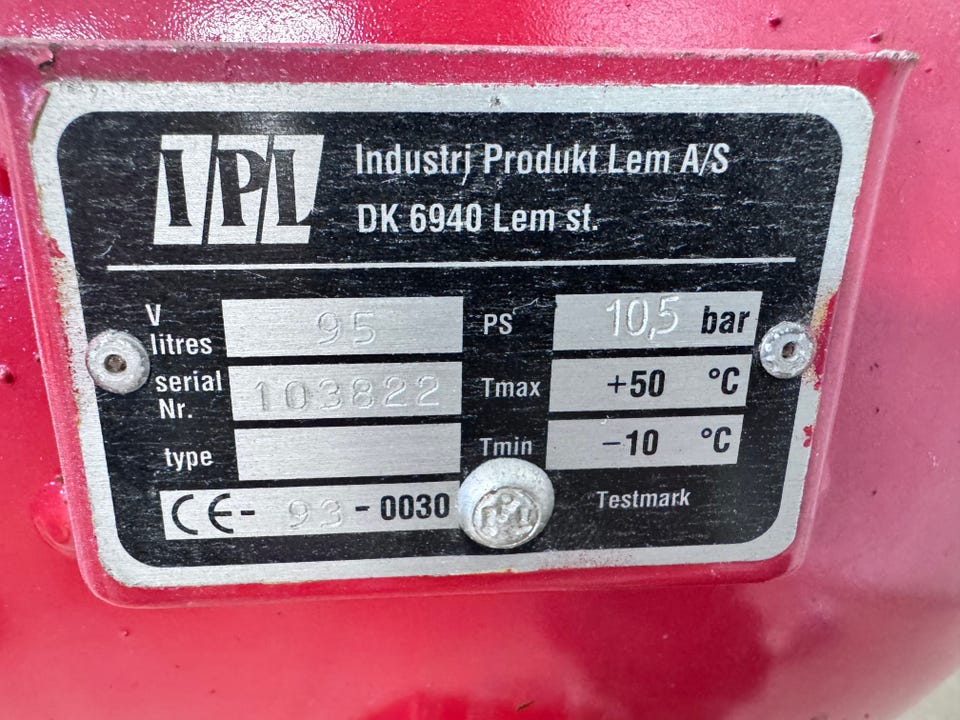 IPL
Industrj Produkt Lem A/S
DK 6940 Lem st.
V litres 95
PS 10,5 bar
serial Nr. 103822
Tmax +50 °C
type
Tmin -10 °C
CE- 93 - 0030
Testmark